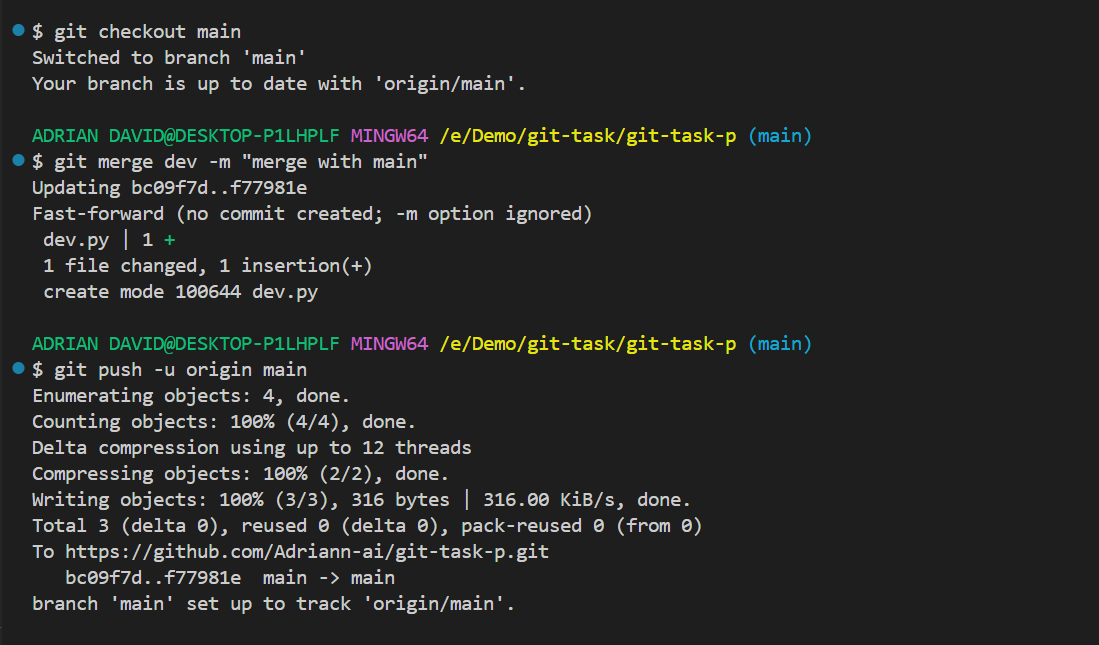 $ git checkout main
Switched to branch 'main'
Your branch is up to date with 'origin/main'.
ADRIAN DAVID@DESKTOP-P1LHPLF MINGW64 /e/Demo/git-task/git-task-p (main)
$ git merge dev -m "merge with main"
Updating bc09f7d..f77981e
Fast-forward (no commit created; -m option ignored)
 dev.py | 1 +
 1 file changed, 1 insertion(+)
 create mode 100644 dev.py
ADRIAN DAVID@DESKTOP-P1LHPLF MINGW64 /e/Demo/git-task/git-task-p (main)
$ git push -u origin main
Enumerating objects: 4, done.
Counting objects: 100% (4/4), done.
Delta compression using up to 12 threads
Compressing objects: 100% (2/2), done.
Writing objects: 100% (3/3), 316 bytes | 316.00 KiB/s, done.
Total 3 (delta 0), reused 0 (delta 0), pack-reused 0 (from 0)
To https://github.com/Adriann-ai/git-task-p.git
   bc09f7d..f77981e  main -> main
branch 'main' set up to track 'origin/main'.